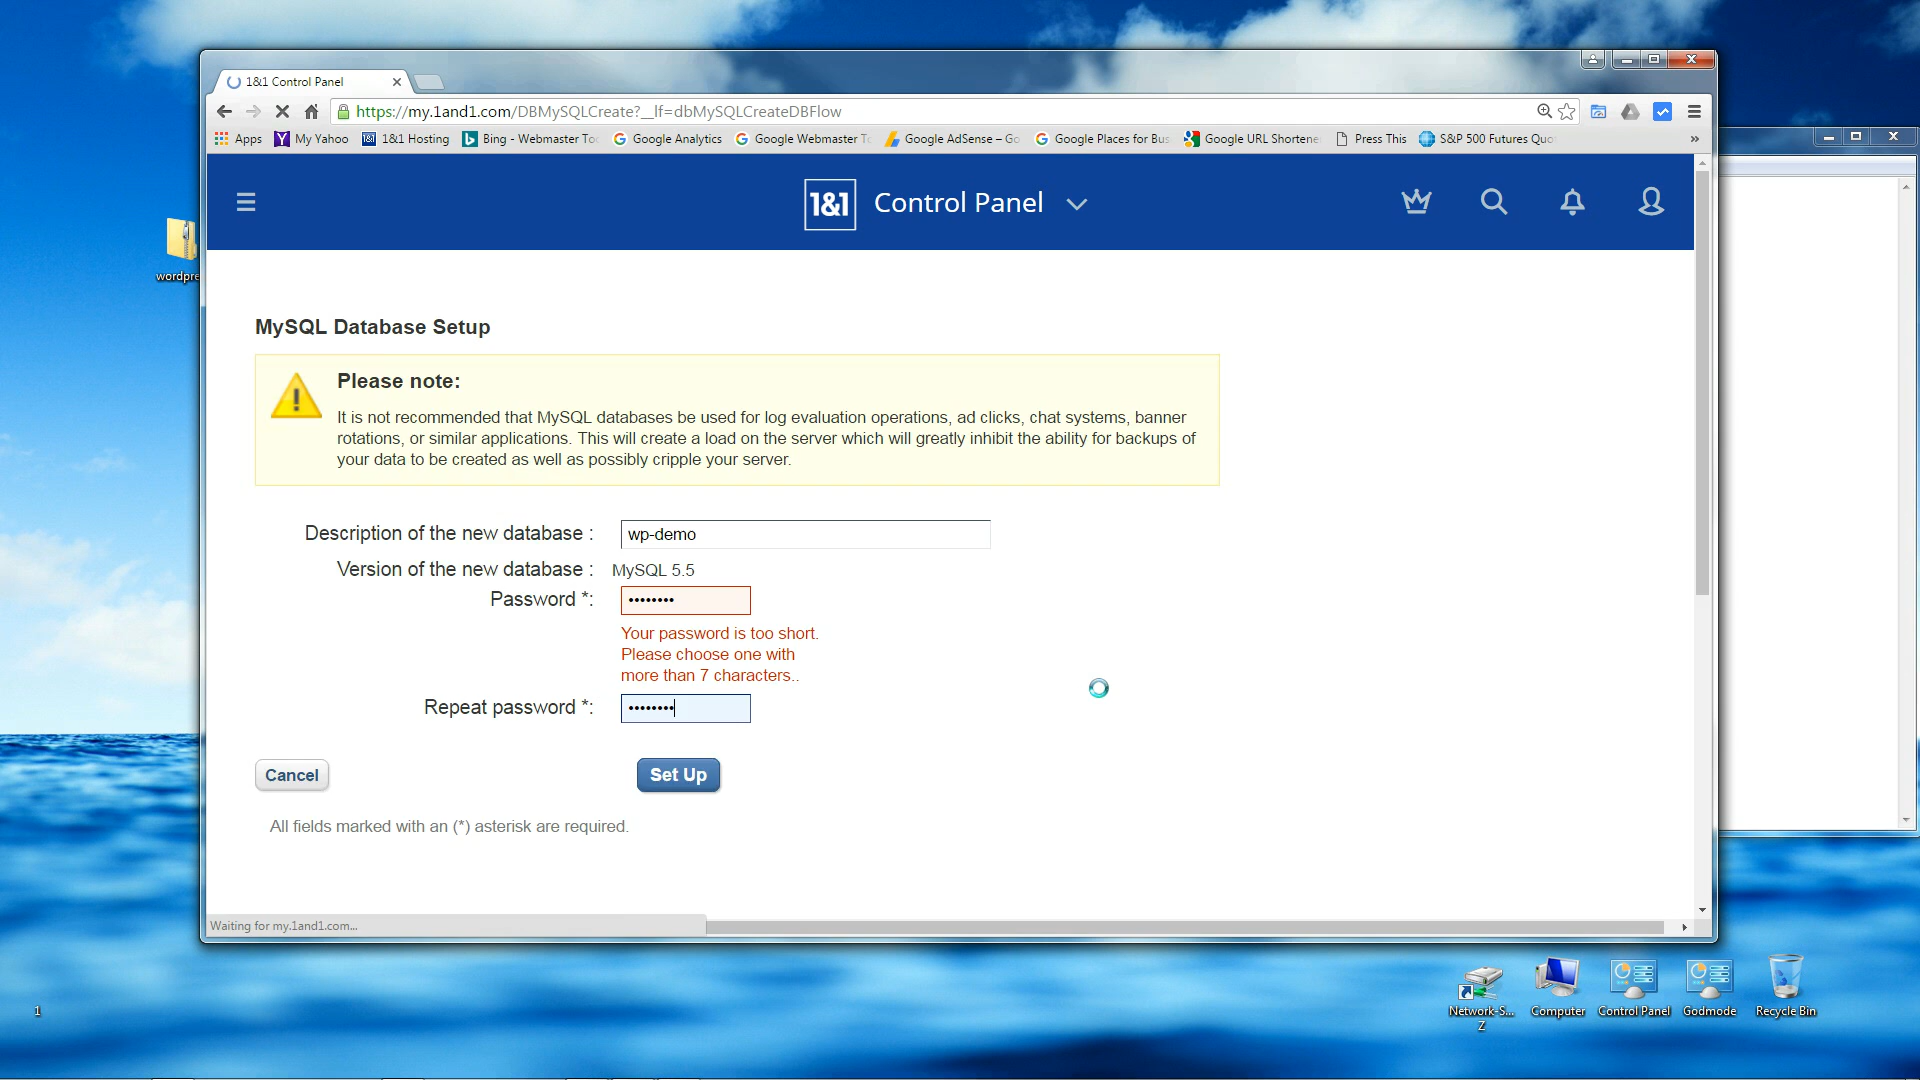 1&1 Control Panel
https://my.1and1.com/DBMySQLCreate?__lf=dbMySQLCreateDBFlow
Apps My Yahoo 1&1 Hosting Bing - Webmaster Too Google Analytics Google Webmaster To Google AdSense – Go Google Places for Bus Google URL Shortene Press This S&P 500 Futures Quo »
1&1 Control Panel
wordpre
MySQL Database Setup
Please note:
It is not recommended that MySQL databases be used for log evaluation operations, ad clicks, chat systems, banner
rotations, or similar applications. This will create a load on the server which will greatly inhibit the ability for backups of
your data to be created as well as possibly cripple your server.
Description of the new database : wp-demo
Version of the new database : MySQL 5.5
Password *: ••••••••
Your password is too short.
Please choose one with
more than 7 characters..
Repeat password *: ••••••••
Cancel Set Up
All fields marked with an (*) asterisk are required.
Waiting for my.1and1.com...
Network-S...
Z
Computer
Control Panel
Godmode
Recycle Bin
1